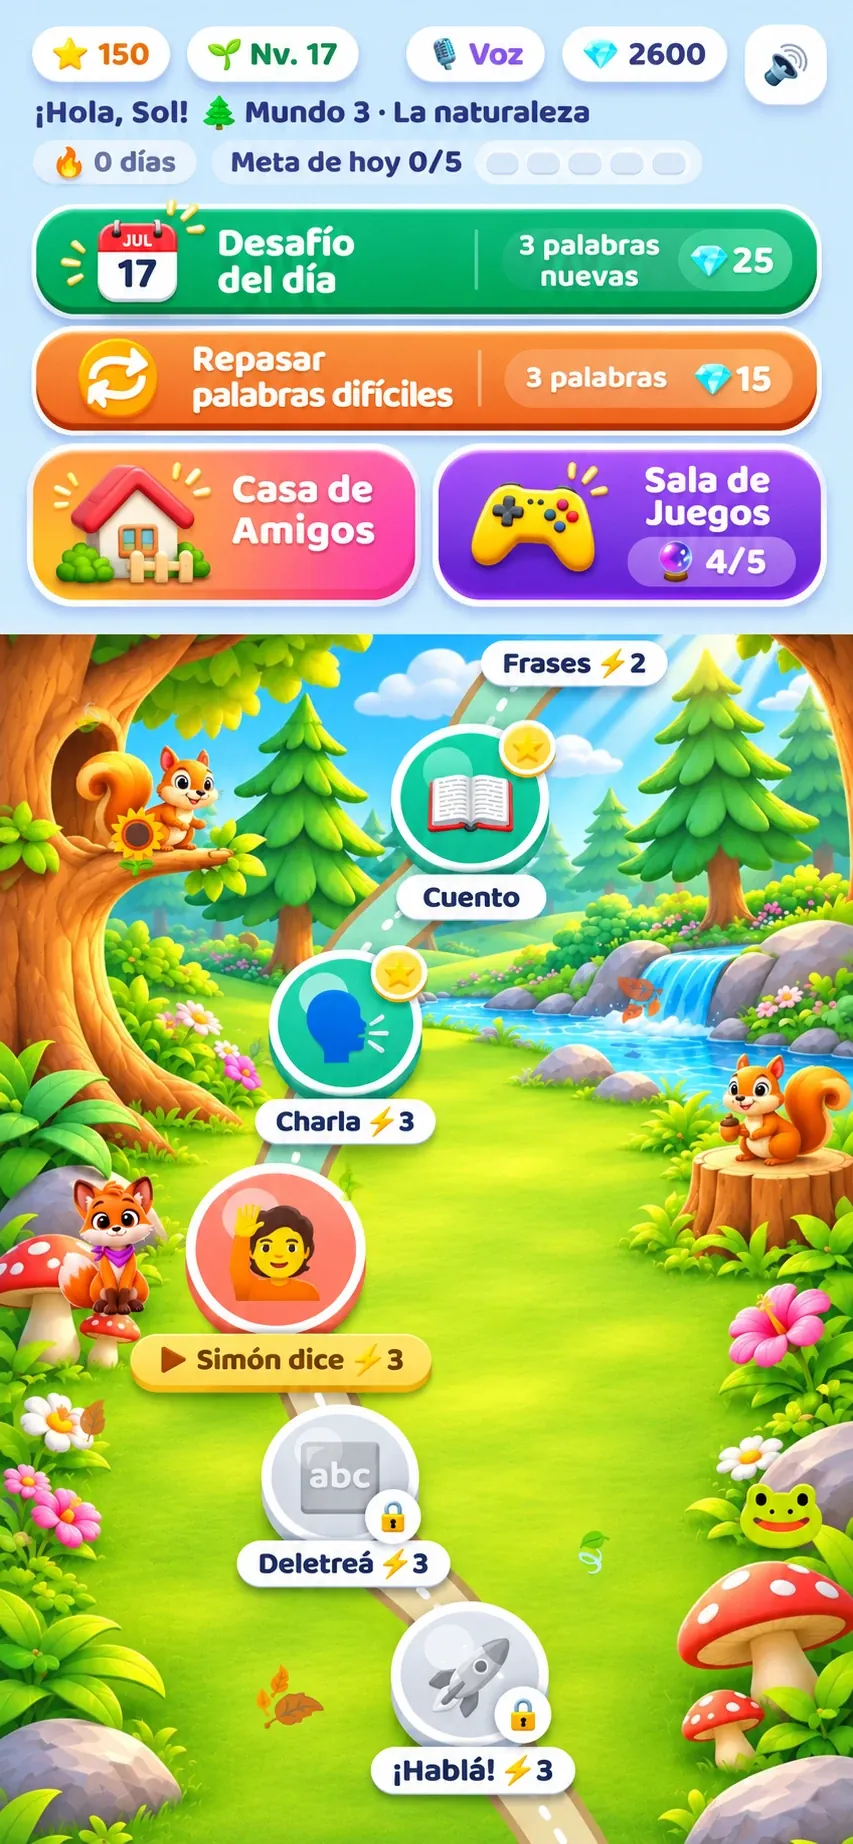 150
Nv. 17
Voz
2600
¡Hola, Sol! Mundo 3 · La naturaleza
0 días
Meta de hoy 0/5
JUL
17
Desafío
del día
3 palabras
nuevas
25
Repasar
palabras difíciles
3 palabras
15
Casa de
Amigos
Sala de
Juegos
4/5
Frases ⚡2
Cuento
Charla ⚡3
Simón dice ⚡3
abc
Deletreá ⚡3
¡Hablá! ⚡3